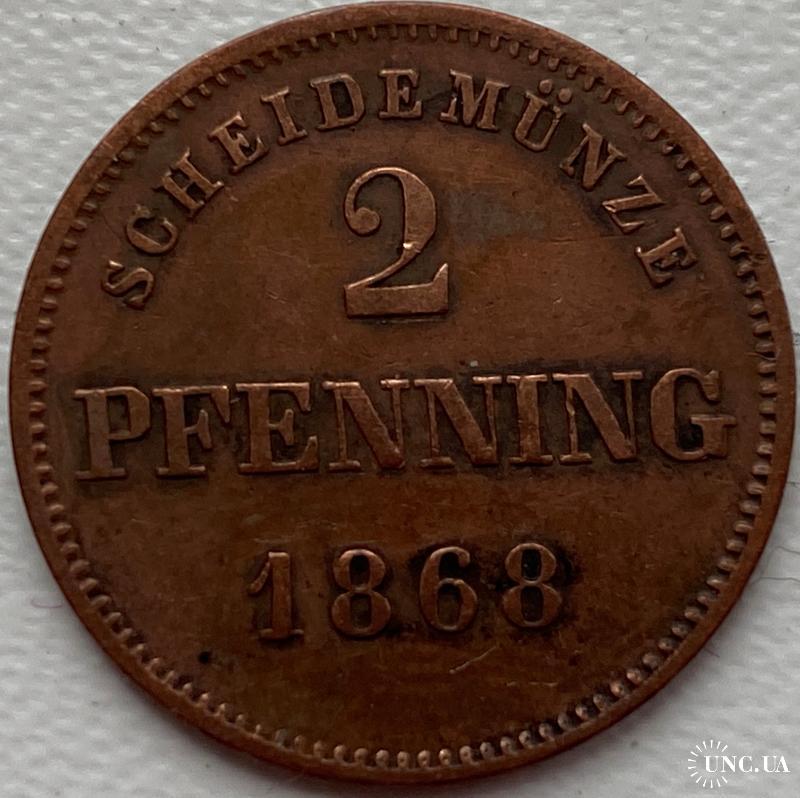 SCHEIDEMÜNZE
2
PFENNING
1868
UNC.UA